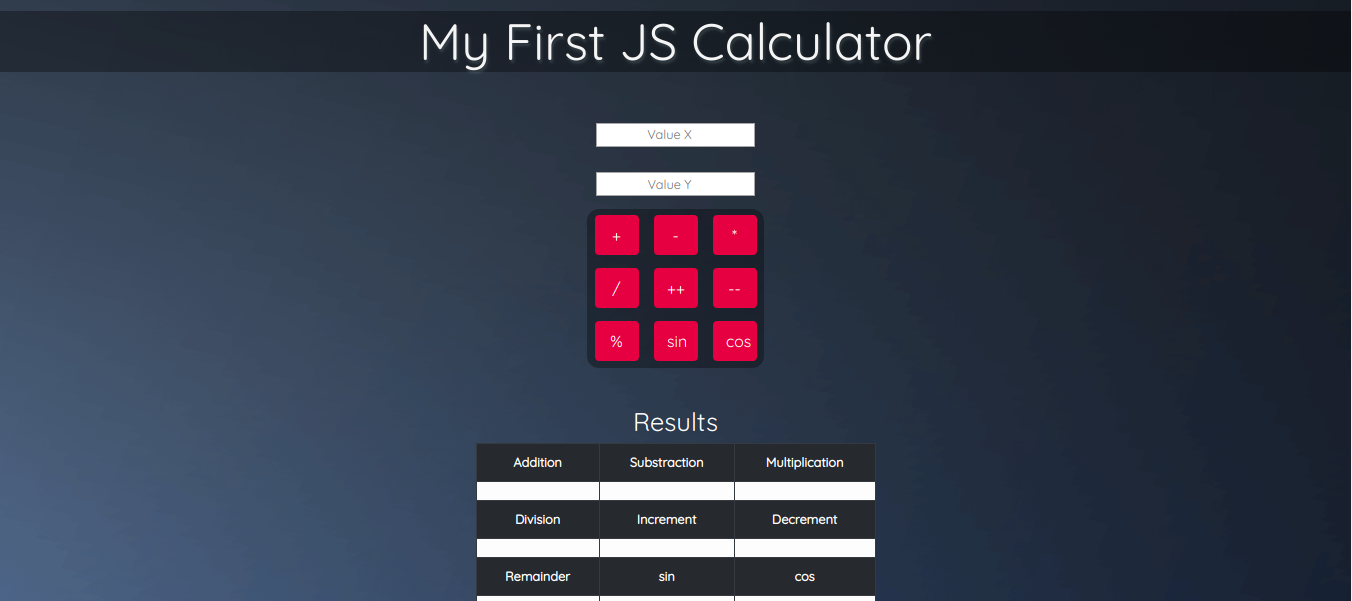 My First JS Calculator
Value X
Value Y
+ - *
/ ++ --
% sin cos
Results
Addition Substraction Multiplication
Division Increment Decrement
Remainder sin cos